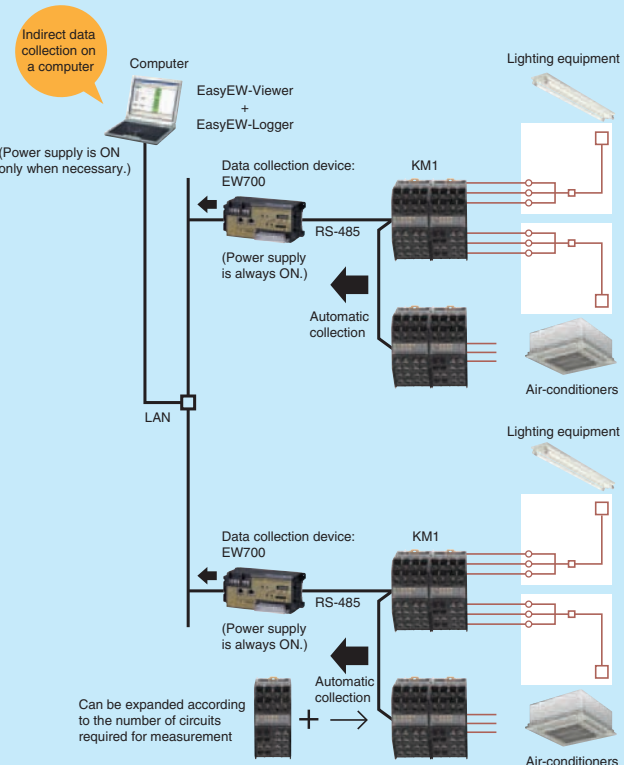 Indirect data
collection on
a computer
Computer
Lighting equipment
EasyEW-Viewer
+
EasyEW-Logger
(Power supply is ON
only when necessary.)
Data collection device:
EW700
KM1
RS-485
(Power supply
is always ON.)
Automatic
collection
Air-conditioners
LAN
Lighting equipment
Data collection device:
EW700
KM1
RS-485
(Power supply
is always ON.)
Automatic
collection
Can be expanded according
to the number of circuits
required for measurement
+
Air-conditioners